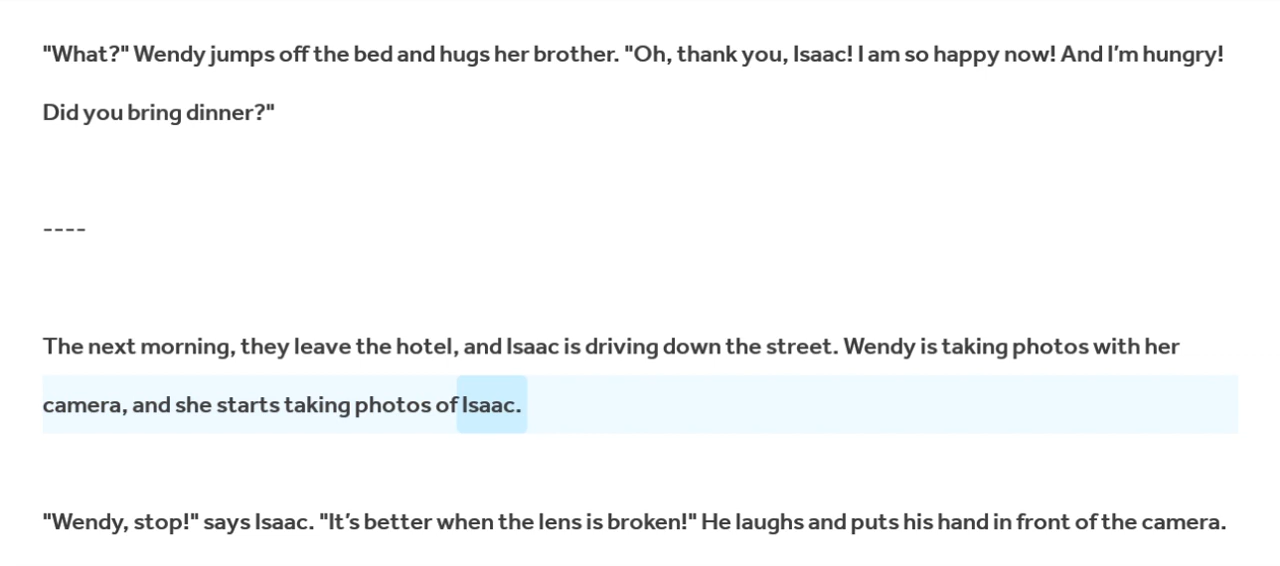 "What?" Wendy jumps off the bed and hugs her brother. "Oh, thank you, Isaac! I am so happy now! And I’m hungry!
Did you bring dinner?"
----
The next morning, they leave the hotel, and Isaac is driving down the street. Wendy is taking photos with her
camera, and she starts taking photos of Isaac.
"Wendy, stop!" says Isaac. "It’s better when the lens is broken!" He laughs and puts his hand in front of the camera.